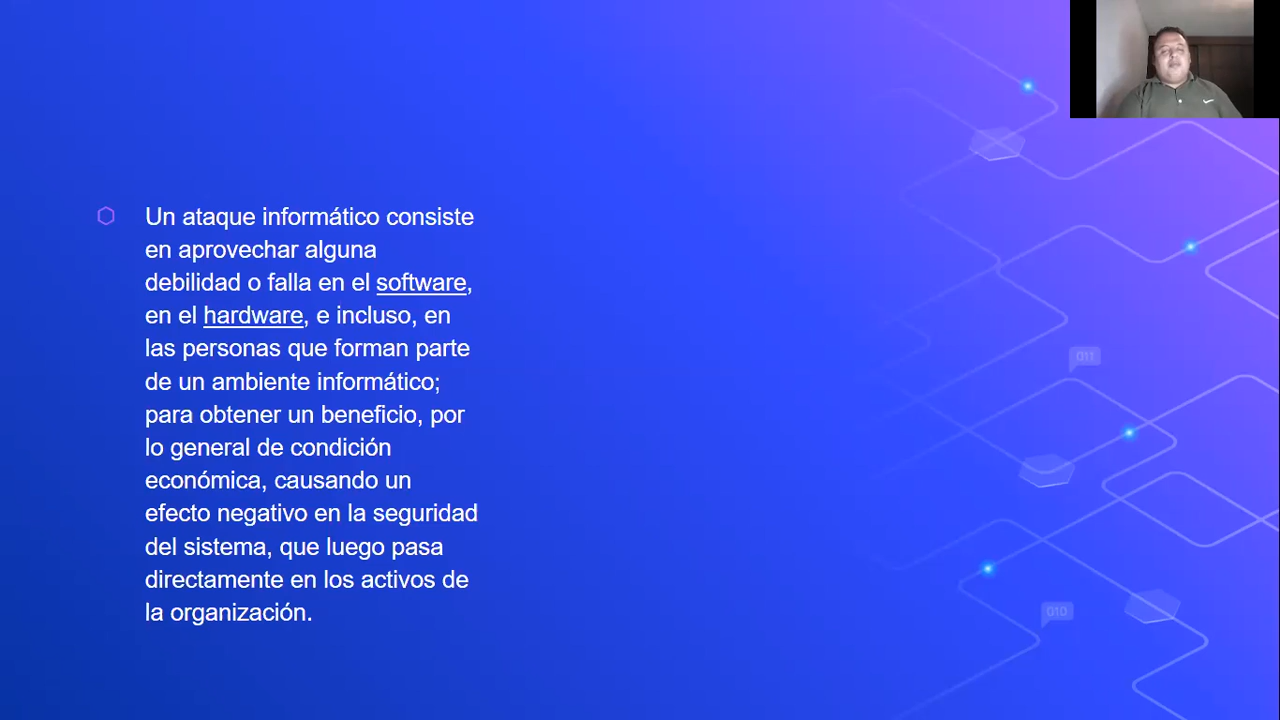 Un ataque informático consiste
en aprovechar alguna
debilidad o falla en el software,
en el hardware, e incluso, en
las personas que forman parte
de un ambiente informático;
para obtener un beneficio, por
lo general de condición
económica, causando un
efecto negativo en la seguridad
del sistema, que luego pasa
directamente en los activos de
la organización.
011
010